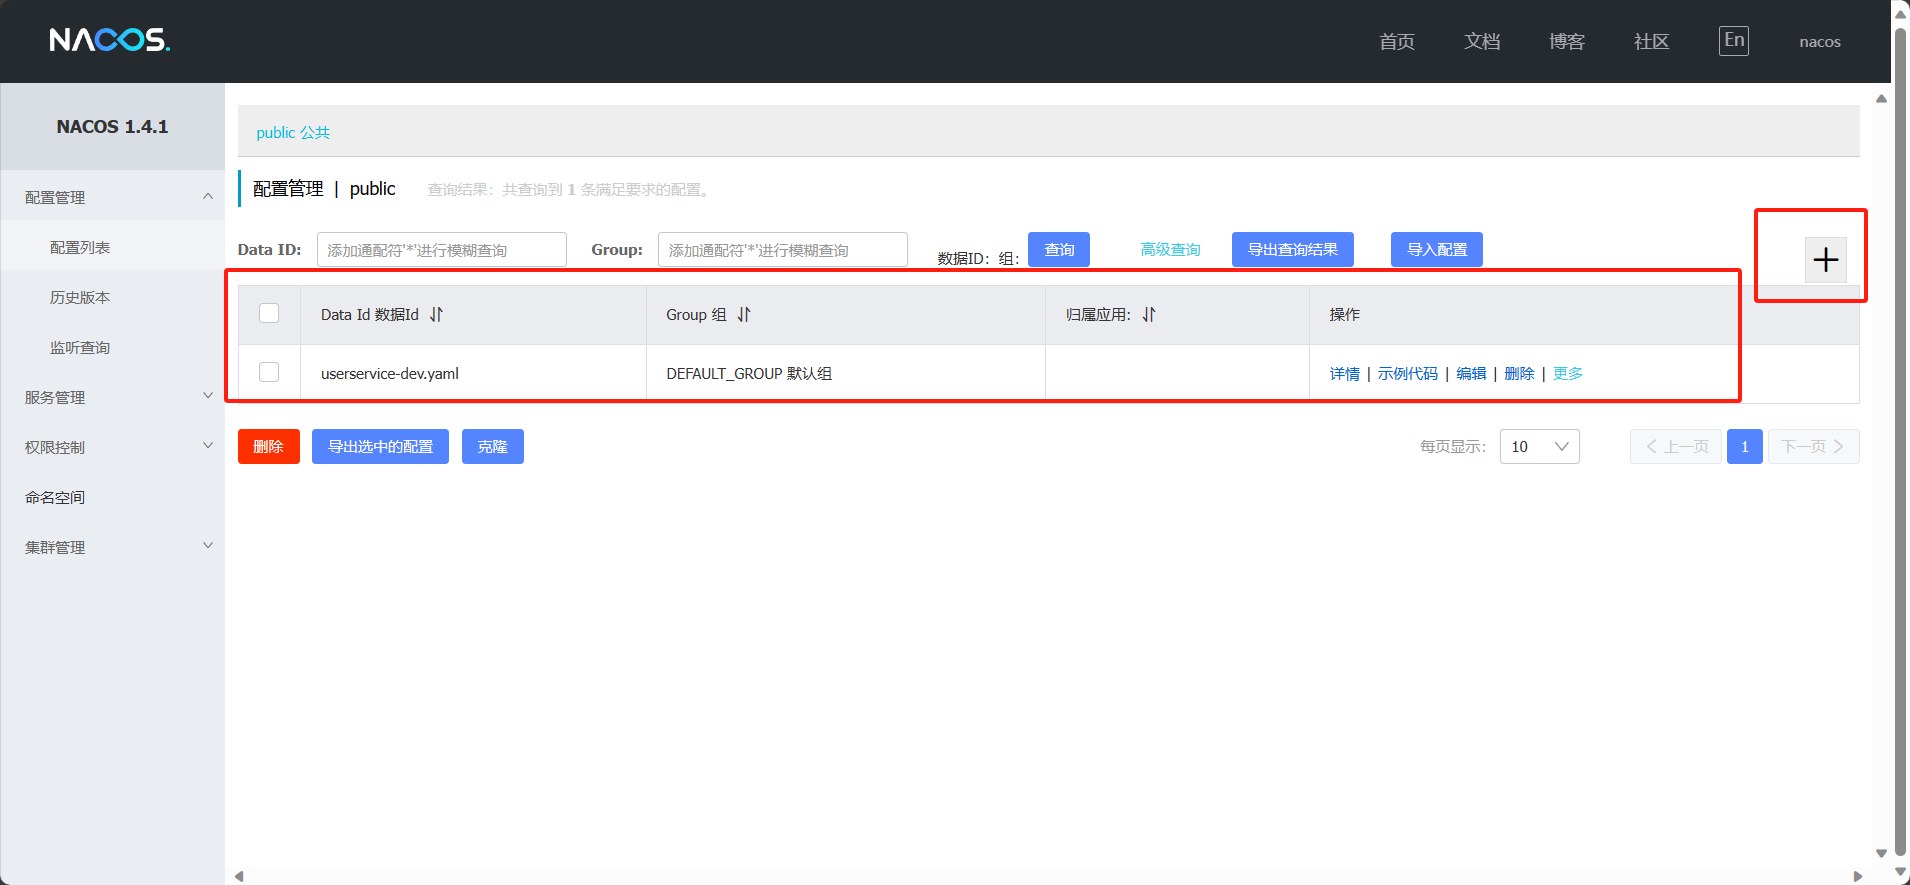 NACOS.
首页 文档 博客 社区 En nacos
NACOS 1.4.1
配置管理
配置列表
历史版本
监听查询
服务管理
权限控制
命名空间
集群管理
public 公共
配置管理 | public 查询结果：共查询到 1 条满足要求的配置。
Data ID: 添加通配符'*'进行模糊查询 Group: 添加通配符'*'进行模糊查询 数据ID：组： 查询 高级查询 导出查询结果 导入配置
Data Id 数据Id Group 组 归属应用: 操作
userservice-dev.yaml DEFAULT_GROUP 默认组 详情 | 示例代码 | 编辑 | 删除 | 更多
删除 导出选中的配置 克隆 每页显示: 10 上一页 1 下一页